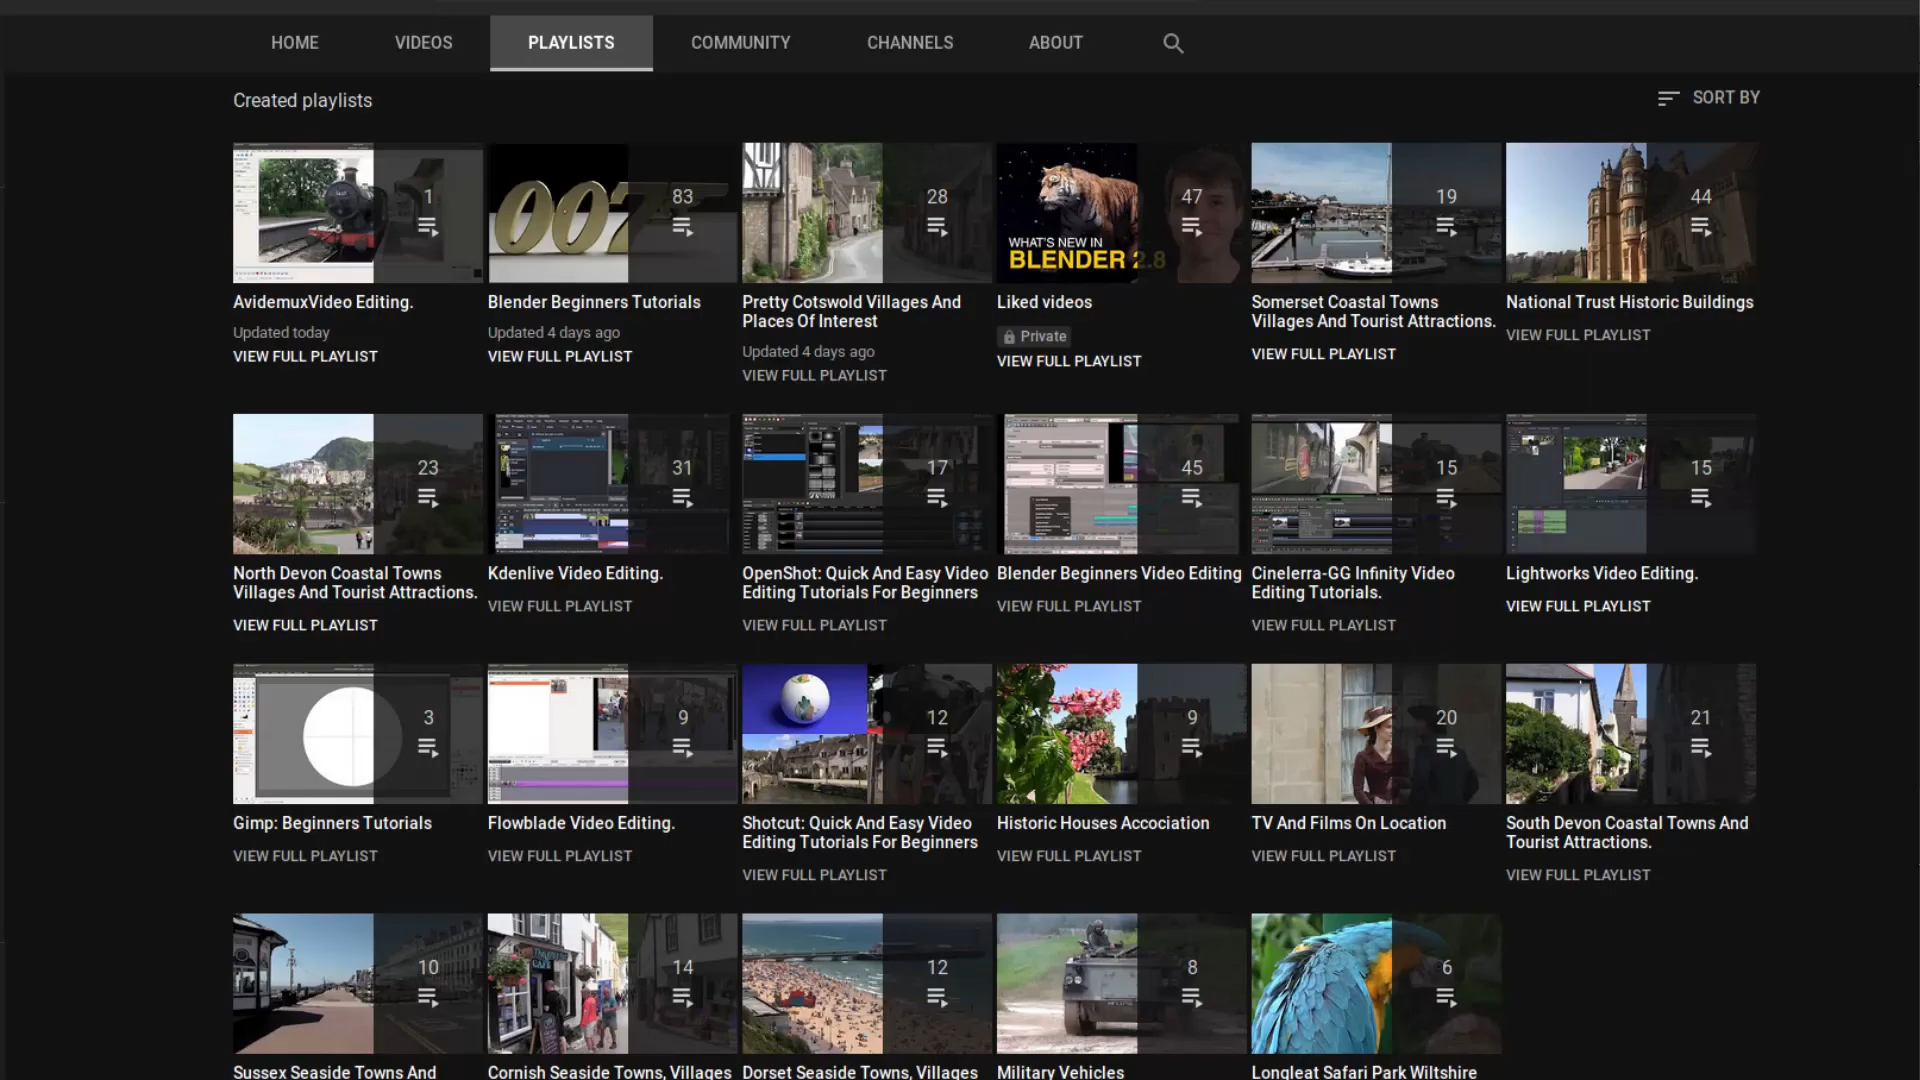 HOME VIDEOS PLAYLISTS COMMUNITY CHANNELS ABOUT
Created playlists
SORT BY
1
83
28
47
19
44
007
WHAT'S NEW IN
BLENDER 2.8
AvidemuxVideo Editing.
Updated today
VIEW FULL PLAYLIST
Blender Beginners Tutorials
Updated 4 days ago
VIEW FULL PLAYLIST
Pretty Cotswold Villages And
Places Of Interest
Updated 4 days ago
VIEW FULL PLAYLIST
Liked videos
Private
VIEW FULL PLAYLIST
Somerset Coastal Towns
Villages And Tourist Attractions.
VIEW FULL PLAYLIST
National Trust Historic Buildings
VIEW FULL PLAYLIST
23
31
17
45
15
15
North Devon Coastal Towns
Villages And Tourist Attractions.
VIEW FULL PLAYLIST
Kdenlive Video Editing.
VIEW FULL PLAYLIST
OpenShot: Quick And Easy Video
Editing Tutorials For Beginners
VIEW FULL PLAYLIST
Blender Beginners Video Editing
VIEW FULL PLAYLIST
Cinelerra-GG Infinity Video
Editing Tutorials.
VIEW FULL PLAYLIST
Lightworks Video Editing.
VIEW FULL PLAYLIST
3
9
12
9
20
21
Gimp: Beginners Tutorials
VIEW FULL PLAYLIST
Flowblade Video Editing.
VIEW FULL PLAYLIST
Shotcut: Quick And Easy Video
Editing Tutorials For Beginners
VIEW FULL PLAYLIST
Historic Houses Accociation
VIEW FULL PLAYLIST
TV And Films On Location
VIEW FULL PLAYLIST
South Devon Coastal Towns And
Tourist Attractions.
VIEW FULL PLAYLIST
10
14
12
8
6
CAFE
Sussex Seaside Towns And
Cornish Seaside Towns, Villages
Dorset Seaside Towns, Villages
Military Vehicles
Longleat Safari Park Wiltshire